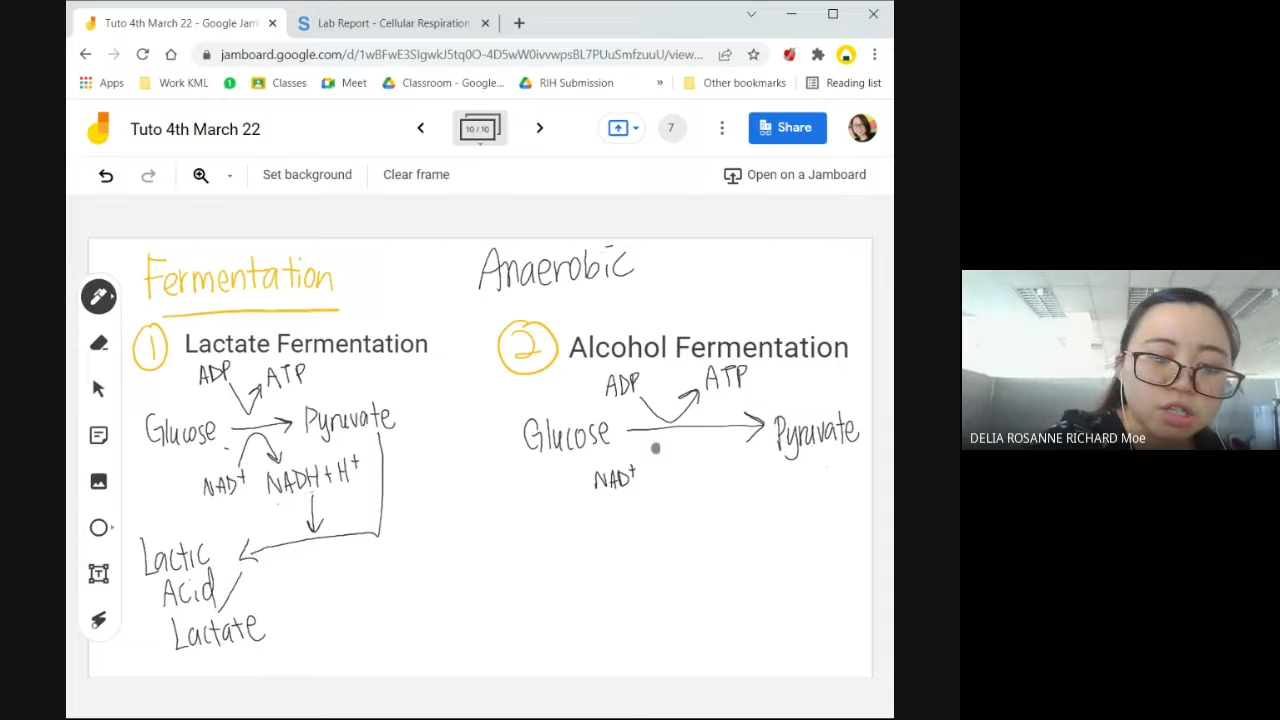 Tuto 4th March 22 - Google Jam
Lab Report - Cellular Respiration
jamboard.google.com/d/1wBFwE3SIgwkJ5tq0O-4D5wW0ivvwpsBL7PUuSmfzuuU/view...
Apps
Work KML
1
Classes
Meet
Classroom - Google...
RIH Submission
»
Other bookmarks
Reading list
Tuto 4th March 22
10 / 10
7
Share
Set background
Clear frame
Open on a Jamboard
Fermentation
Anaerobic
1 Lactate Fermentation
2 Alcohol Fermentation
ADP ATP
ADP ATP
Glucose Pyruvate
Glucose Pyruvate
NAD+ NADH + H+
NAD+
Lactic
Acid
Lactate
DELIA ROSANNE RICHARD Moe